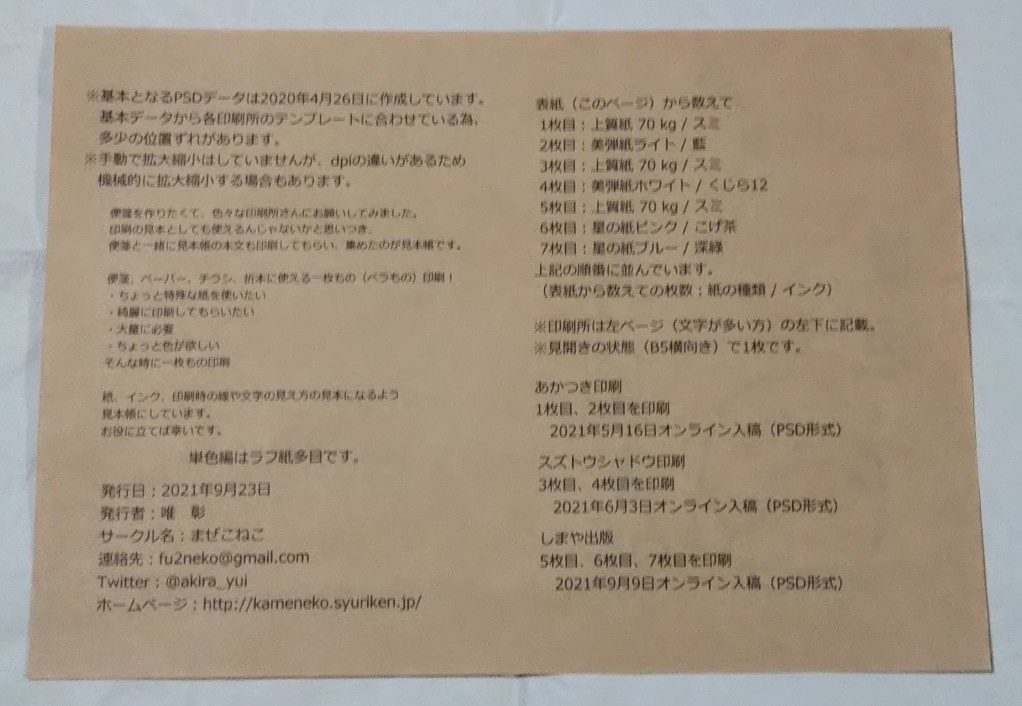 ※基本となるPSDデータは2020年4月26日に作成しています。
基本データから各印刷所のテンプレートに合わせている為、
多少の位置ずれがあります。
※手動で拡大縮小はしていませんが、dpiの違いがあるため
機械的に拡大縮小する場合もあります。
便箋を作りたくて、色々な印刷所さんにお願いしてみました。
印刷の見本としても使えるんじゃないかと思いつき、
便箋と一緒に見本帳の本文も印刷してもらい、集めたのが見本帳です。
便箋、ペーパー、チラシ、折本に使える一枚もの（ペラもの）印刷！
・ちょっと特殊な紙を使いたい
・綺麗に印刷してもらいたい
・大量に必要
・ちょっと色が欲しい
そんな時に一枚もの印刷
紙、インク、印刷時の線や文字の見え方の見本になるよう
見本帳にしています。
お役に立てば幸いです。
単色編はラフ紙多目です。
発行日：2021年9月23日
発行者：唯　彰
サークル名：まぜこねこ
連絡先：fu2neko@gmail.com
Twitter：@akira_yui
ホームページ：http://kameneko.syuriken.jp/
表紙（このページ）から数えて
1枚目：上質紙 70 kg / スミ
2枚目：美弾紙ライト / 藍
3枚目：上質紙 70 kg / スミ
4枚目：美弾紙ホワイト / くじら12
5枚目：上質紙 70 kg / スミ
6枚目：星の紙ピンク / こげ茶
7枚目：星の紙ブルー / 深緑
上記の順番に並んでいます。
（表紙から数えての枚数：紙の種類 / インク）
※印刷所は左ページ（文字が多い方）の左下に記載。
※見開きの状態（B5横向き）で1枚です。
あかつき印刷
1枚目、2枚目を印刷
2021年5月16日オンライン入稿（PSD形式）
スズトウシャドウ印刷
3枚目、4枚目を印刷
2021年6月3日オンライン入稿（PSD形式）
しまや出版
5枚目、6枚目、7枚目を印刷
2021年9月9日オンライン入稿（PSD形式）